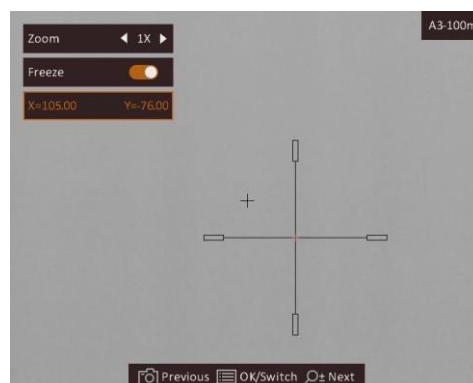 Zoom 1X
A3-100m
Freeze
X=105.00 Y=-76.00
Previous OK/Switch Next